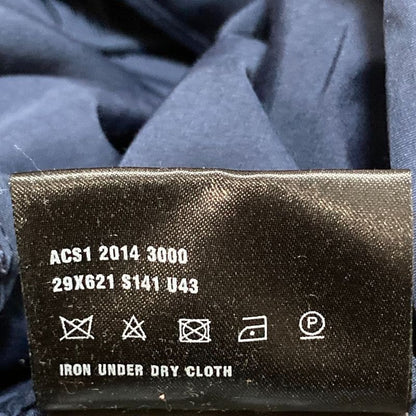 ACS1 2014 3000
29X621 S141 U43
P
IRON UNDER DRY CLOTH